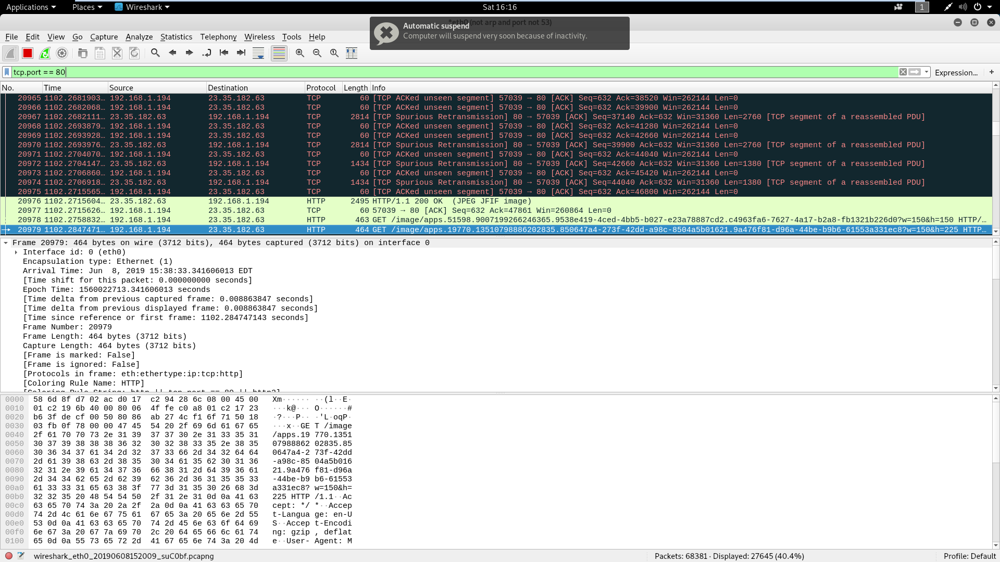 Applications Places Wireshark Sat 16:16 1
*eth0 (not arp and port not 53)
Automatic suspend
Computer will suspend very soon because of inactivity.
File Edit View Go Capture Analyze Statistics Telephony Wireless Tools Help
tcp.port == 80 Expression... +
No. Time Source Destination Protocol Length Info
20965 1102.2681903… 192.168.1.194 23.35.182.63 TCP 60 [TCP ACKed unseen segment] 57039 → 80 [ACK] Seq=632 Ack=38520 Win=262144 Len=0
20966 1102.2682068… 192.168.1.194 23.35.182.63 TCP 60 [TCP ACKed unseen segment] 57039 → 80 [ACK] Seq=632 Ack=39900 Win=262144 Len=0
20967 1102.2682111… 23.35.182.63 192.168.1.194 TCP 2814 [TCP Spurious Retransmission] 80 → 57039 [ACK] Seq=37140 Ack=632 Win=31360 Len=2760 [TCP segment of a reassembled PDU]
20968 1102.2693879… 192.168.1.194 23.35.182.63 TCP 60 [TCP ACKed unseen segment] 57039 → 80 [ACK] Seq=632 Ack=41280 Win=262144 Len=0
20969 1102.2693928… 192.168.1.194 23.35.182.63 TCP 60 [TCP ACKed unseen segment] 57039 → 80 [ACK] Seq=632 Ack=42660 Win=262144 Len=0
20970 1102.2693976… 23.35.182.63 192.168.1.194 TCP 2814 [TCP Spurious Retransmission] 80 → 57039 [ACK] Seq=39900 Ack=632 Win=31360 Len=2760 [TCP segment of a reassembled PDU]
20971 1102.2704070… 192.168.1.194 23.35.182.63 TCP 60 [TCP ACKed unseen segment] 57039 → 80 [ACK] Seq=632 Ack=44040 Win=262144 Len=0
20972 1102.2704147… 23.35.182.63 192.168.1.194 TCP 1434 [TCP Spurious Retransmission] 80 → 57039 [ACK] Seq=42660 Ack=632 Win=31360 Len=1380 [TCP segment of a reassembled PDU]
20973 1102.2706860… 192.168.1.194 23.35.182.63 TCP 60 [TCP ACKed unseen segment] 57039 → 80 [ACK] Seq=632 Ack=45420 Win=262144 Len=0
20974 1102.2706918… 23.35.182.63 192.168.1.194 TCP 1434 [TCP Spurious Retransmission] 80 → 57039 [ACK] Seq=44040 Ack=632 Win=31360 Len=1380 [TCP segment of a reassembled PDU]
20975 1102.2715565… 192.168.1.194 23.35.182.63 TCP 60 [TCP ACKed unseen segment] 57039 → 80 [ACK] Seq=632 Ack=46800 Win=262144 Len=0
20976 1102.2715604… 23.35.182.63 192.168.1.194 HTTP 2495 HTTP/1.1 200 OK  (JPEG JFIF image)
20977 1102.2715626… 192.168.1.194 23.35.182.63 TCP 60 57039 → 80 [ACK] Seq=632 Ack=47861 Win=260864 Len=0
20978 1102.2758832… 192.168.1.194 23.35.182.63 HTTP 463 GET /image/apps.51598.9007199266246365.9538e419-4ced-4bb5-b027-e23a78887cd2.c4963fa6-7627-4a17-b2a8-fb1321b226d0?w=150&h=150 HTTP/…
20979 1102.2847471… 192.168.1.194 23.35.182.63 HTTP 464 GET /image/apps.19770.13510798886202835.850647a4-273f-42dd-a98c-8504a5b01621.9a476f81-d96a-44be-b9b6-61553a331ec8?w=150&h=225 HTTP…
Frame 20979: 464 bytes on wire (3712 bits), 464 bytes captured (3712 bits) on interface 0
Interface id: 0 (eth0)
Encapsulation type: Ethernet (1)
Arrival Time: Jun  8, 2019 15:38:33.341606013 EDT
[Time shift for this packet: 0.000000000 seconds]
Epoch Time: 1560022713.341606013 seconds
[Time delta from previous captured frame: 0.008863847 seconds]
[Time delta from previous displayed frame: 0.008863847 seconds]
[Time since reference or first frame: 1102.284747143 seconds]
Frame Number: 20979
Frame Length: 464 bytes (3712 bits)
Capture Length: 464 bytes (3712 bits)
[Frame is marked: False]
[Frame is ignored: False]
[Protocols in frame: eth:ethertype:ip:tcp:http]
[Coloring Rule Name: HTTP]
[Coloring Rule String: http || tcp.port == 80 || http2]
0000 58 6d 8f d7 02 ac d0 17 c2 94 28 6c 08 00 45 00 Xm······ ··(l··E·
0010 01 c2 19 6b 40 00 80 06 4f fe c0 a8 01 c2 17 23 ···k@··· O······#
0020 b6 3f de cf 00 50 80 86 ab 27 4c f1 6f 71 50 18 ·?···P·· ·'L·oqP·
0030 03 fb 0f 78 00 00 47 45 54 20 2f 69 6d 61 67 65 ···x··GE T /image
0040 2f 61 70 70 73 2e 31 39 37 37 30 2e 31 33 35 31 /apps.19 770.1351
0050 30 37 39 38 38 38 36 32 30 32 38 33 35 2e 38 35 07988862 02835.85
0060 30 36 34 37 61 34 2d 32 37 33 66 2d 34 32 64 64 0647a4-2 73f-42dd
0070 2d 61 39 38 63 2d 38 35 30 34 61 35 62 30 31 36 -a98c-85 04a5b016
0080 32 31 2e 39 61 34 37 36 66 38 31 2d 64 39 36 61 21.9a476 f81-d96a
0090 2d 34 34 62 65 2d 62 39 62 36 2d 36 31 35 35 33 -44be-b9 b6-61553
00a0 61 33 33 31 65 63 38 3f 77 3d 31 35 30 26 68 3d a331ec8? w=150&h=
00b0 32 32 35 20 48 54 54 50 2f 31 2e 31 0d 0a 41 63 225 HTTP /1.1··Ac
00c0 63 65 70 74 3a 20 2a 2f 2a 0d 0a 41 63 63 65 70 cept: */ *··Accep
00d0 74 2d 4c 61 6e 67 75 61 67 65 3a 20 65 6e 2d 55 t-Langua ge: en-U
00e0 53 0d 0a 41 63 63 65 70 74 2d 45 6e 63 6f 64 69 S··Accep t-Encodi
00f0 6e 67 3a 20 67 7a 69 70 2c 20 64 65 66 6c 61 74 ng: gzip , deflat
0100 65 0d 0a 55 73 65 72 2d 41 67 65 6e 74 3a 20 4d e··User- Agent: M
wireshark_eth0_20190608152009_suC0bf.pcapng Packets: 68381 · Displayed: 27645 (40.4%) Profile: Default